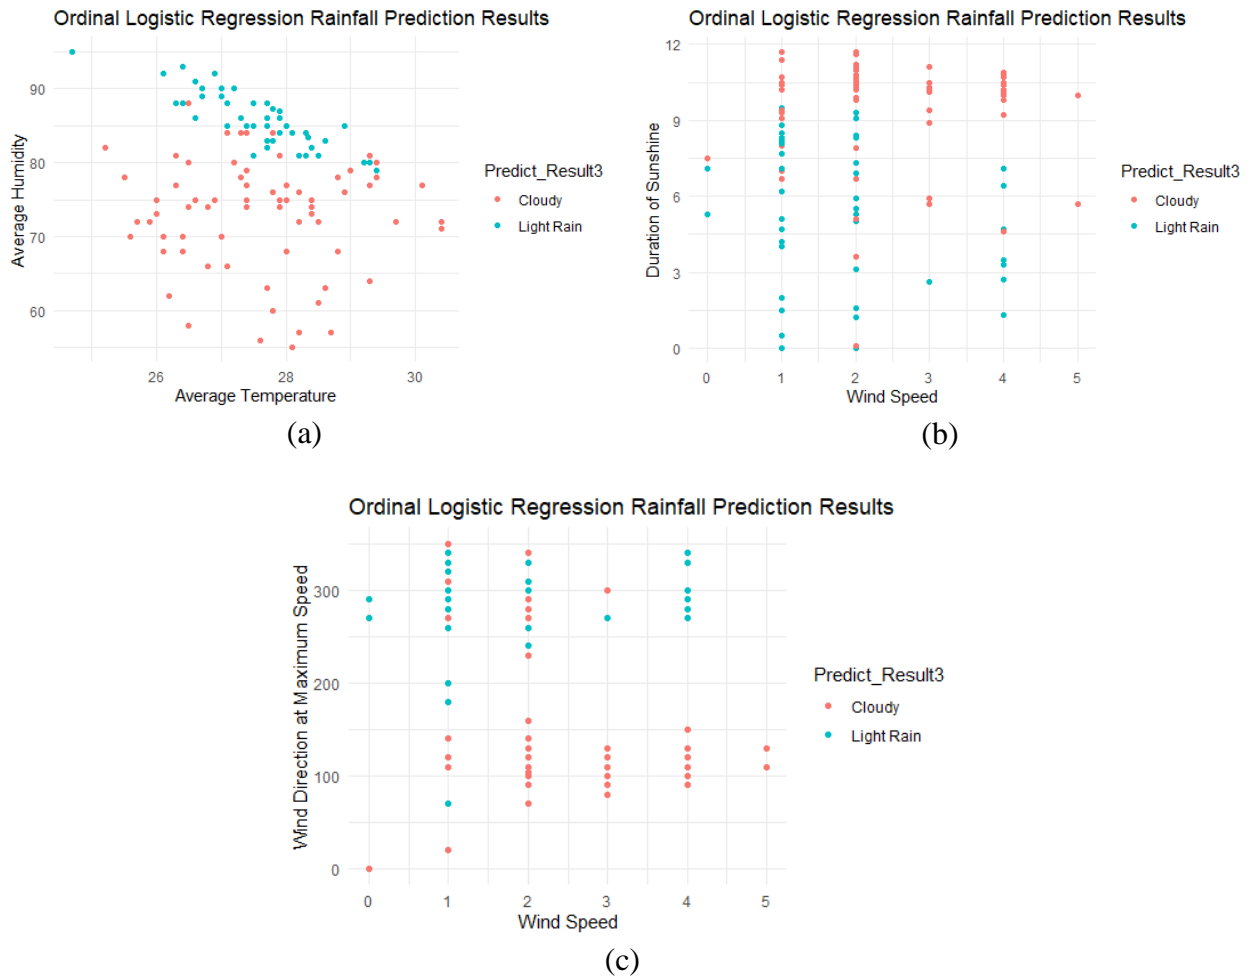 Ordinal Logistic Regression Rainfall Prediction Results
90
80
70
60
Average Humidity
26
28
30
Average Temperature
Predict_Result3
Cloudy
Light Rain
(a)
Ordinal Logistic Regression Rainfall Prediction Results
12
9
6
3
0
Duration of Sunshine
0
1
2
3
4
5
Wind Speed
Predict_Result3
Cloudy
Light Rain
(b)
Ordinal Logistic Regression Rainfall Prediction Results
300
200
100
0
Wind Direction at Maximum Speed
0
1
2
3
4
5
Wind Speed
Predict_Result3
Cloudy
Light Rain
(c)